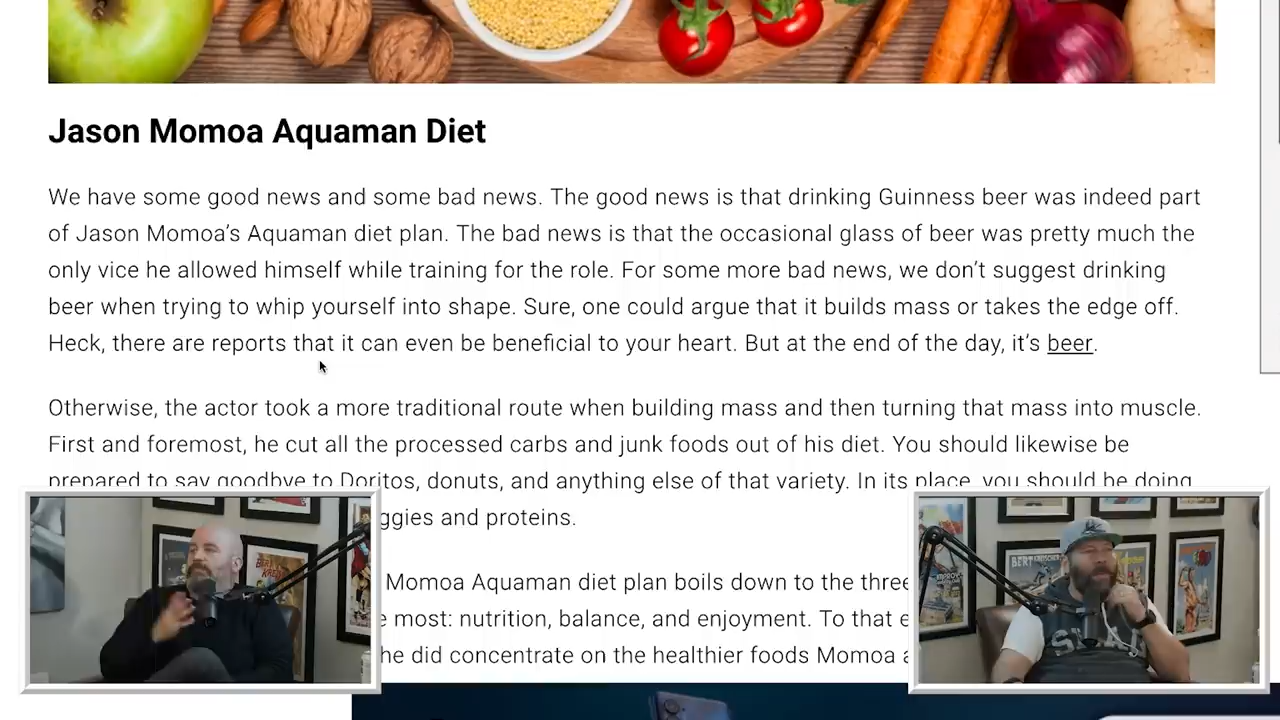 Jason Momoa Aquaman Diet
We have some good news and some bad news. The good news is that drinking Guinness beer was indeed part
of Jason Momoa’s Aquaman diet plan. The bad news is that the occasional glass of beer was pretty much the
only vice he allowed himself while training for the role. For some more bad news, we don’t suggest drinking
beer when trying to whip yourself into shape. Sure, one could argue that it builds mass or takes the edge off.
Heck, there are reports that it can even be beneficial to your heart. But at the end of the day, it’s beer.
Otherwise, the actor took a more traditional route when building mass and then turning that mass into muscle.
First and foremost, he cut all the processed carbs and junk foods out of his diet. You should likewise be
prepared to say goodbye to Doritos, donuts, and anything else of that variety. In its place, you should be doing
ggies and proteins.
Momoa Aquaman diet plan boils down to the three
e most: nutrition, balance, and enjoyment. To that e
he did concentrate on the healthier foods Momoa a
BERT